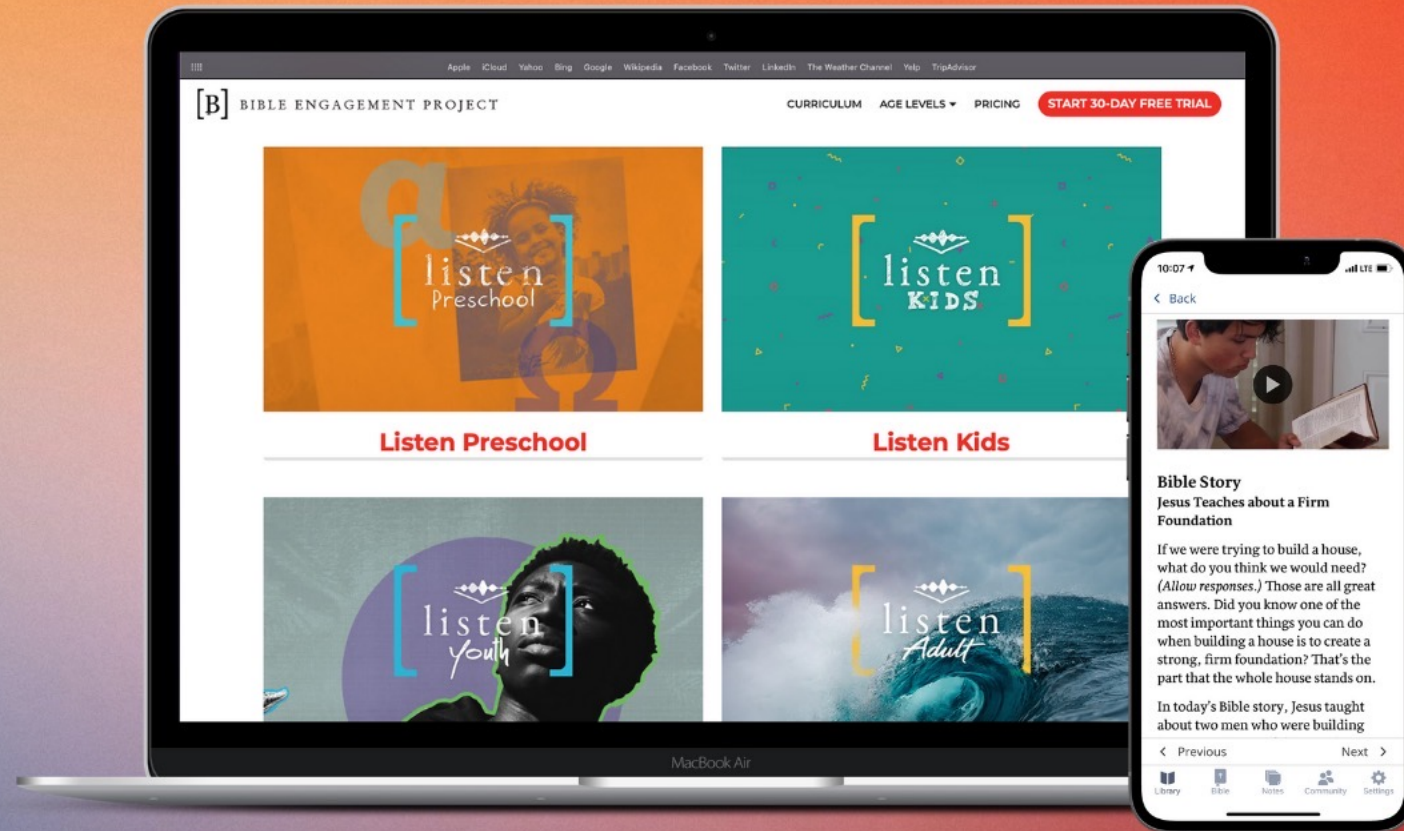 Apple iCloud Yahoo Bing Google Wikipedia Facebook Twitter LinkedIn The Weather Channel Yelp TripAdvisor
[B] BIBLE ENGAGEMENT PROJECT
CURRICULUM AGE LEVELS PRICING START 30-DAY FREE TRIAL
a
listen
Preschool
Ω
listen
KiDS
Listen Preschool
Listen Kids
listen
Youth
listen
Adult
MacBook Air
10:07
LTE
Back
Bible Story
Jesus Teaches about a Firm
Foundation
If we were trying to build a house,
what do you think we would need?
(Allow responses.) Those are all great
answers. Did you know one of the
most important things you can do
when building a house is to create a
strong, firm foundation? That's the
part that the whole house stands on.
In today's Bible story, Jesus taught
about two men who were building
Previous Next
Library Bible Notes Community Settings